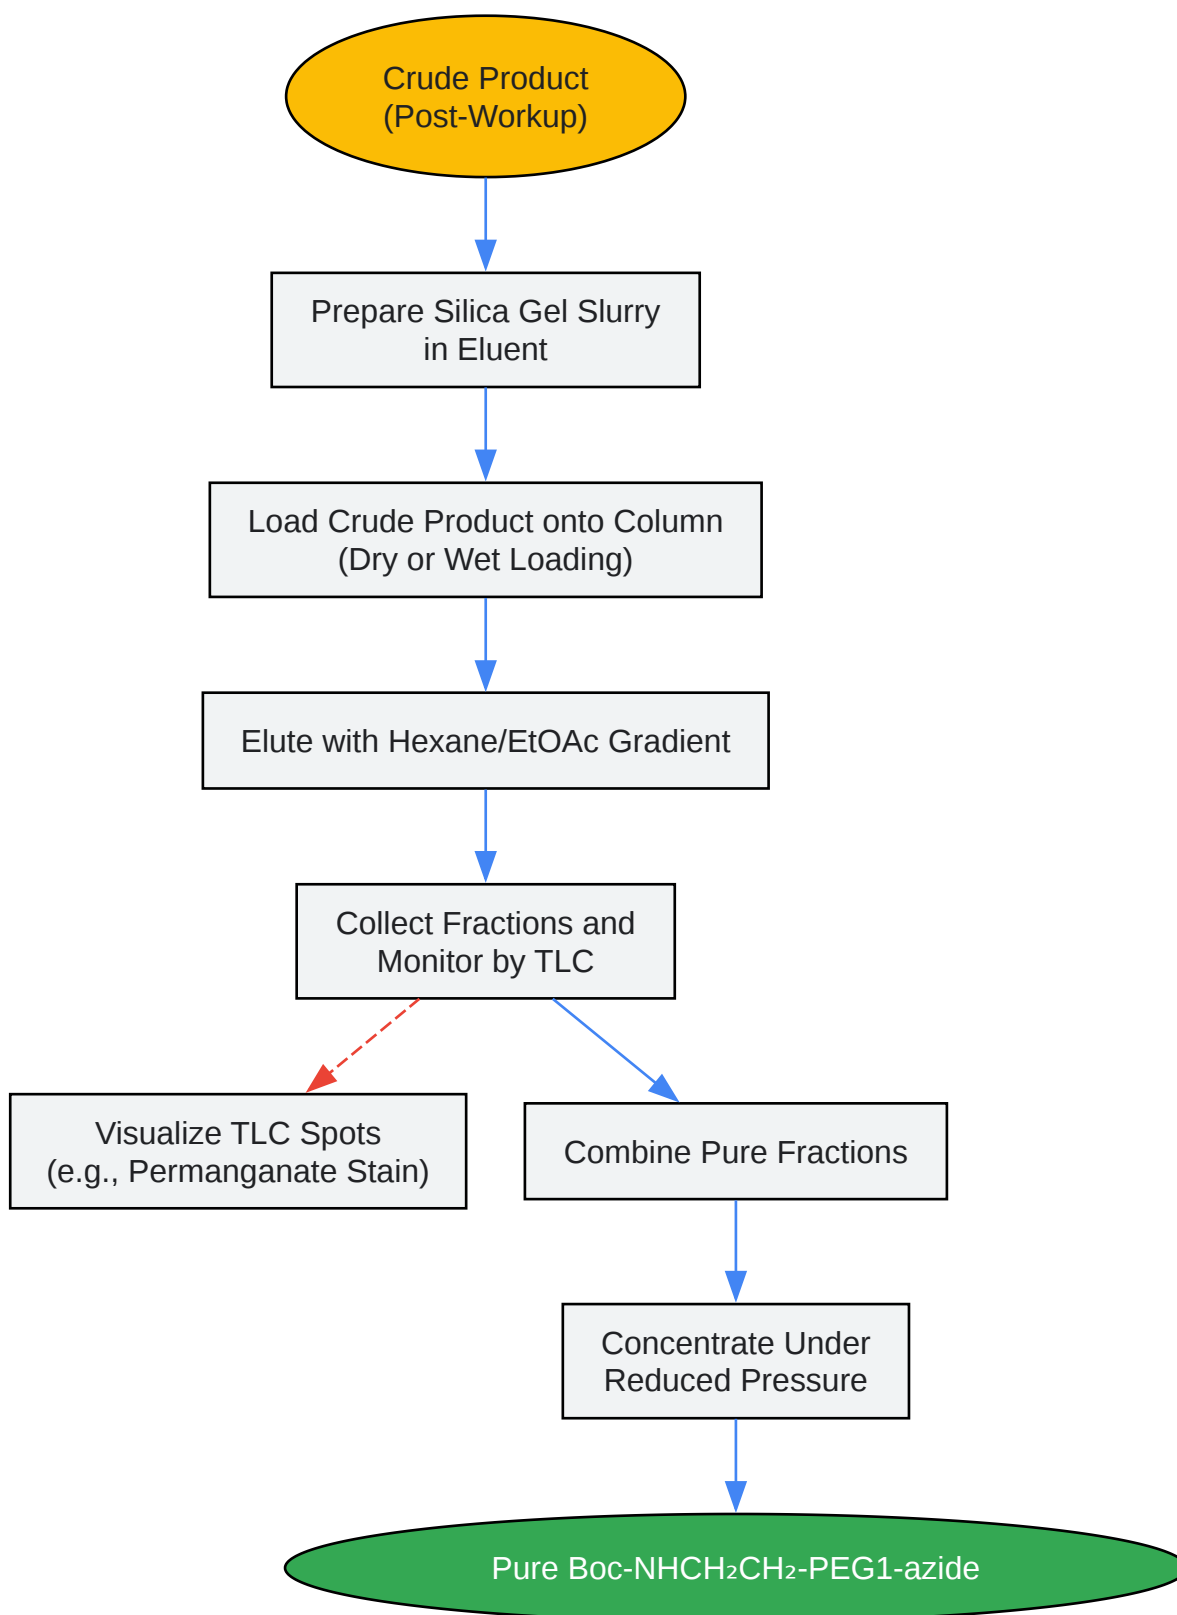 Crude Product
(Post-Workup)
Prepare Silica Gel Slurry
in Eluent
Load Crude Product onto Column
(Dry or Wet Loading)
Elute with Hexane/EtOAc Gradient
Collect Fractions and
Monitor by TLC
Visualize TLC Spots
(e.g., Permanganate Stain)
Combine Pure Fractions
Concentrate Under
Reduced Pressure
Pure Boc-NHCH₂CH₂-PEG1-azide